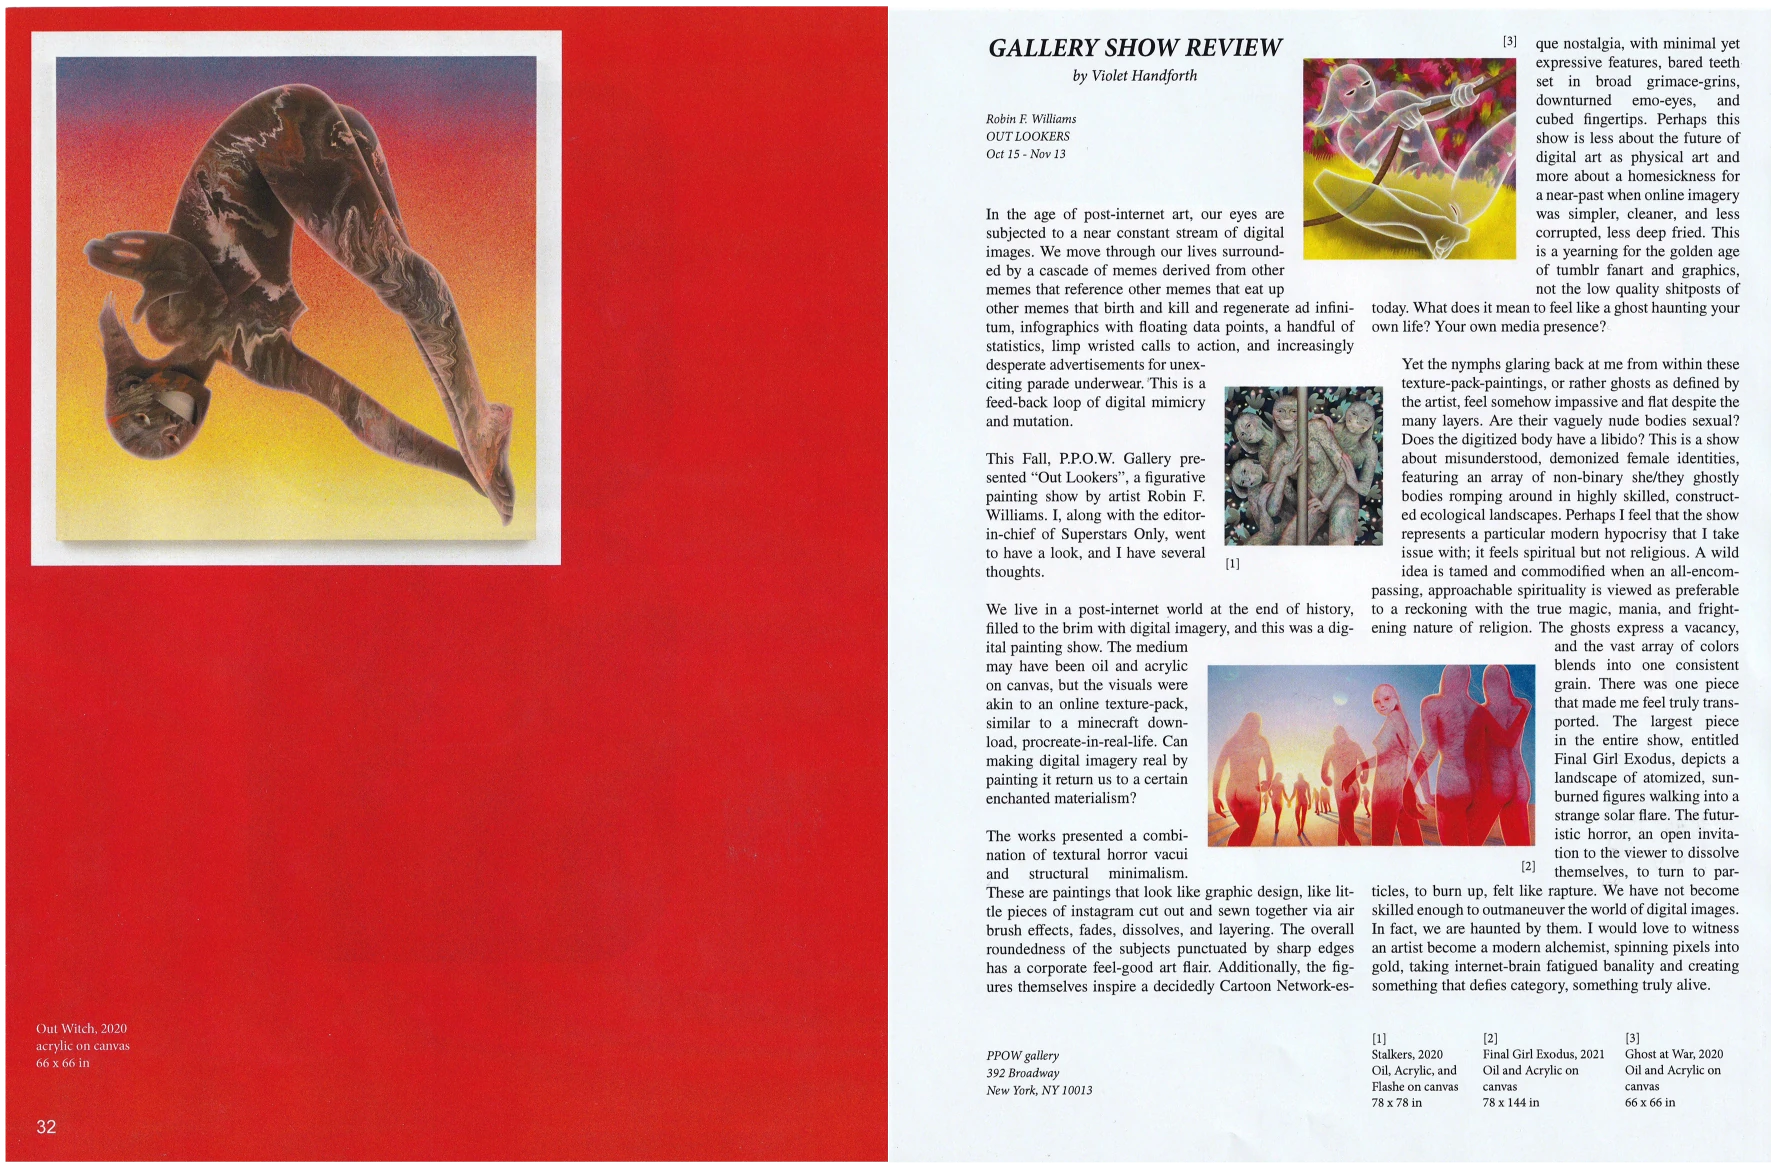 Out Witch, 2020
acrylic on canvas
66 x 66 in
32
GALLERY SHOW REVIEW
by Violet Handforth
Robin F. Williams
OUT LOOKERS
Oct 15 - Nov 13
In the age of post-internet art, our eyes are
subjected to a near constant stream of digital
images. We move through our lives surround-
ed by a cascade of memes derived from other
memes that reference other memes that eat up
other memes that birth and kill and regenerate ad infini-
tum, infographics with floating data points, a handful of
statistics, limp wristed calls to action, and increasingly
desperate advertisements for unex-
citing parade underwear. This is a
feed-back loop of digital mimicry
and mutation.
This Fall, P.P.O.W. Gallery pre-
sented “Out Lookers”, a figurative
painting show by artist Robin F.
Williams. I, along with the editor-
in-chief of Superstars Only, went
to have a look, and I have several
thoughts.
[1]
We live in a post-internet world at the end of history,
filled to the brim with digital imagery, and this was a dig-
ital painting show. The medium
may have been oil and acrylic
on canvas, but the visuals were
akin to an online texture-pack,
similar to a minecraft down-
load, procreate-in-real-life. Can
making digital imagery real by
painting it return us to a certain
enchanted materialism?
The works presented a combi-
nation of textural horror vacui
and structural minimalism.
These are paintings that look like graphic design, like lit-
tle pieces of instagram cut out and sewn together via air
brush effects, fades, dissolves, and layering. The overall
roundedness of the subjects punctuated by sharp edges
has a corporate feel-good art flair. Additionally, the fig-
ures themselves inspire a decidedly Cartoon Network-es-
[3]
que nostalgia, with minimal yet
expressive features, bared teeth
set in broad grimace-grins,
downturned emo-eyes, and
cubed fingertips. Perhaps this
show is less about the future of
digital art as physical art and
more about a homesickness for
a near-past when online imagery
was simpler, cleaner, and less
corrupted, less deep fried. This
is a yearning for the golden age
of tumblr fanart and graphics,
not the low quality shitposts of
today. What does it mean to feel like a ghost haunting your
own life? Your own media presence?
Yet the nymphs glaring back at me from within these
texture-pack-paintings, or rather ghosts as defined by
the artist, feel somehow impassive and flat despite the
many layers. Are their vaguely nude bodies sexual?
Does the digitized body have a libido? This is a show
about misunderstood, demonized female identities,
featuring an array of non-binary she/they ghostly
bodies romping around in highly skilled, construct-
ed ecological landscapes. Perhaps I feel that the show
represents a particular modern hypocrisy that I take
issue with; it feels spiritual but not religious. A wild
idea is tamed and commodified when an all-encom-
passing, approachable spirituality is viewed as preferable
to a reckoning with the true magic, mania, and fright-
ening nature of religion. The ghosts express a vacancy,
and the vast array of colors
blends into one consistent
grain. There was one piece
that made me feel truly trans-
ported. The largest piece
in the entire show, entitled
Final Girl Exodus, depicts a
landscape of atomized, sun-
burned figures walking into a
strange solar flare. The futur-
istic horror, an open invita-
tion to the viewer to dissolve
themselves, to turn to par-
[2]
ticles, to burn up, felt like rapture. We have not become
skilled enough to outmaneuver the world of digital images.
In fact, we are haunted by them. I would love to witness
an artist become a modern alchemist, spinning pixels into
gold, taking internet-brain fatigued banality and creating
something that defies category, something truly alive.
PPOW gallery
392 Broadway
New York, NY 10013
[1]
Stalkers, 2020
Oil, Acrylic, and
Flashe on canvas
78 x 78 in
[2]
Final Girl Exodus, 2021
Oil and Acrylic on
canvas
78 x 144 in
[3]
Ghost at War, 2020
Oil and Acrylic on
canvas
66 x 66 in